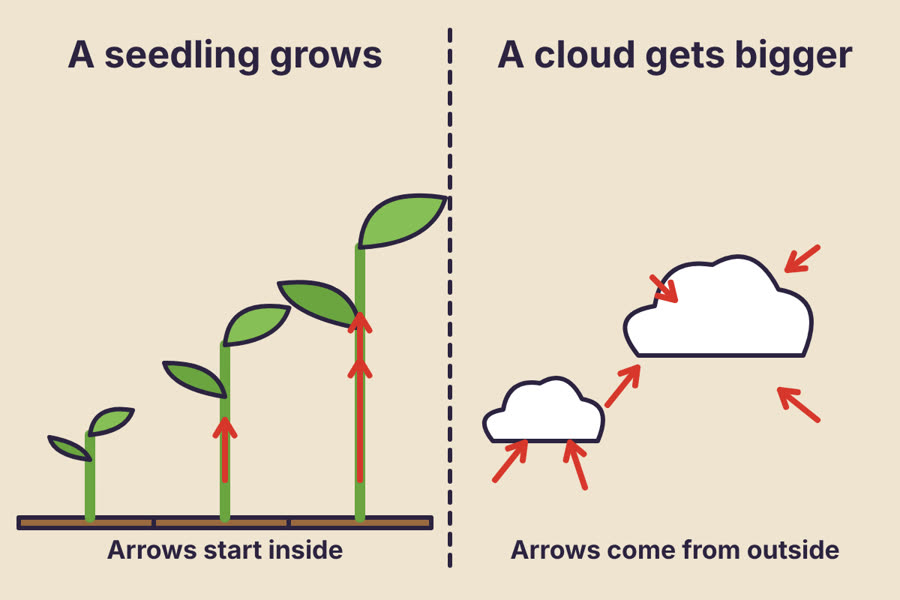 A seedling grows
A cloud gets bigger
Arrows start inside
Arrows come from outside